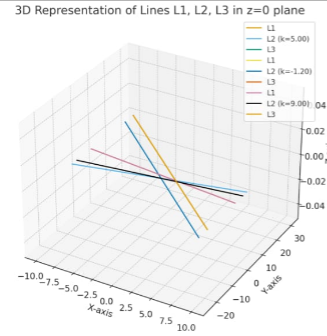 3D Representation of Lines L1, L2, L3 in z=0 plane
L1
L2 (k=5.00)
L3
L1
L2 (k=-1.20)
L3
L1
L2 (k=9.00)
L3
04
0.02
0.00
−0.02
−0.04
30
20
10
0
−10
−20
Y-axis
−10.0
−7.5
−5.0
−2.5
0.0
2.5
5.0
7.5
10.0
X-axis